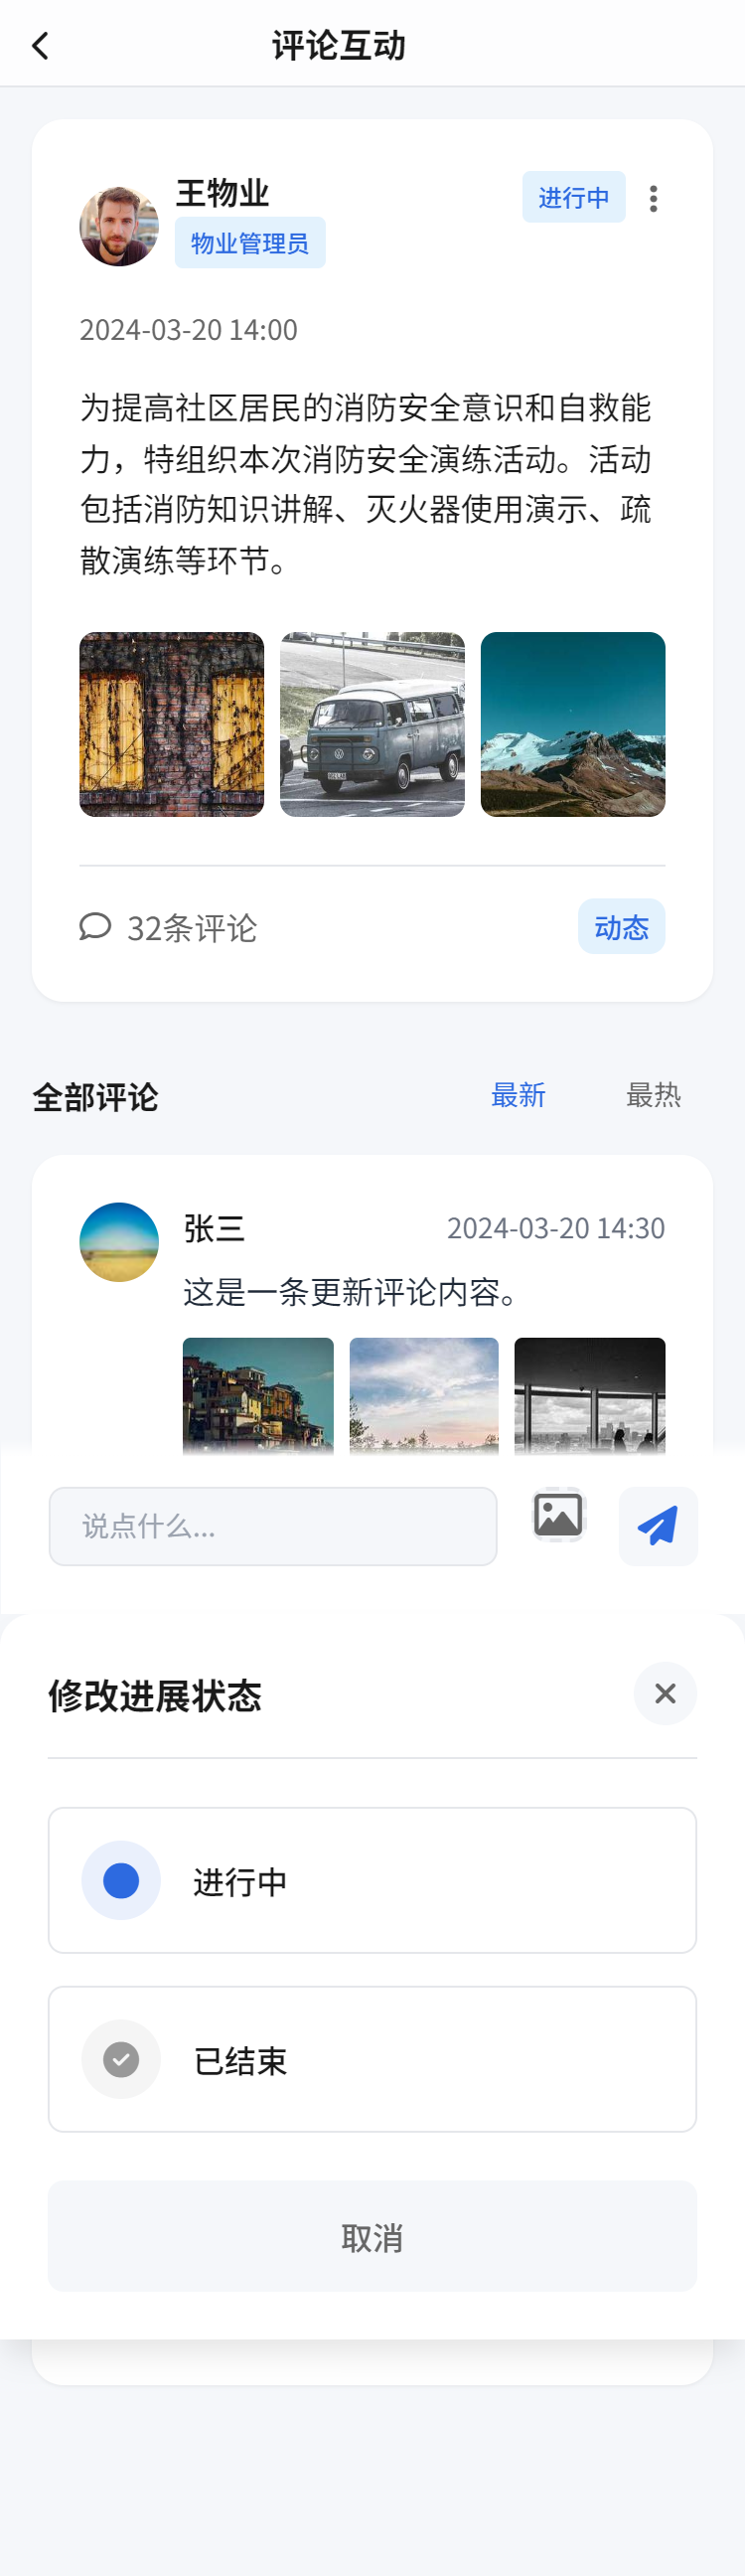 评论互动
王物业
进行中
物业管理员
2024-03-20 14:00
为提高社区居民的消防安全意识和自救能
力，特组织本次消防安全演练活动。活动
包括消防知识讲解、灭火器使用演示、疏
散演练等环节。
32条评论
动态
全部评论
最新
最热
张三
2024-03-20 14:30
这是一条更新评论内容。
说点什么...
修改进展状态
进行中
已结束
取消